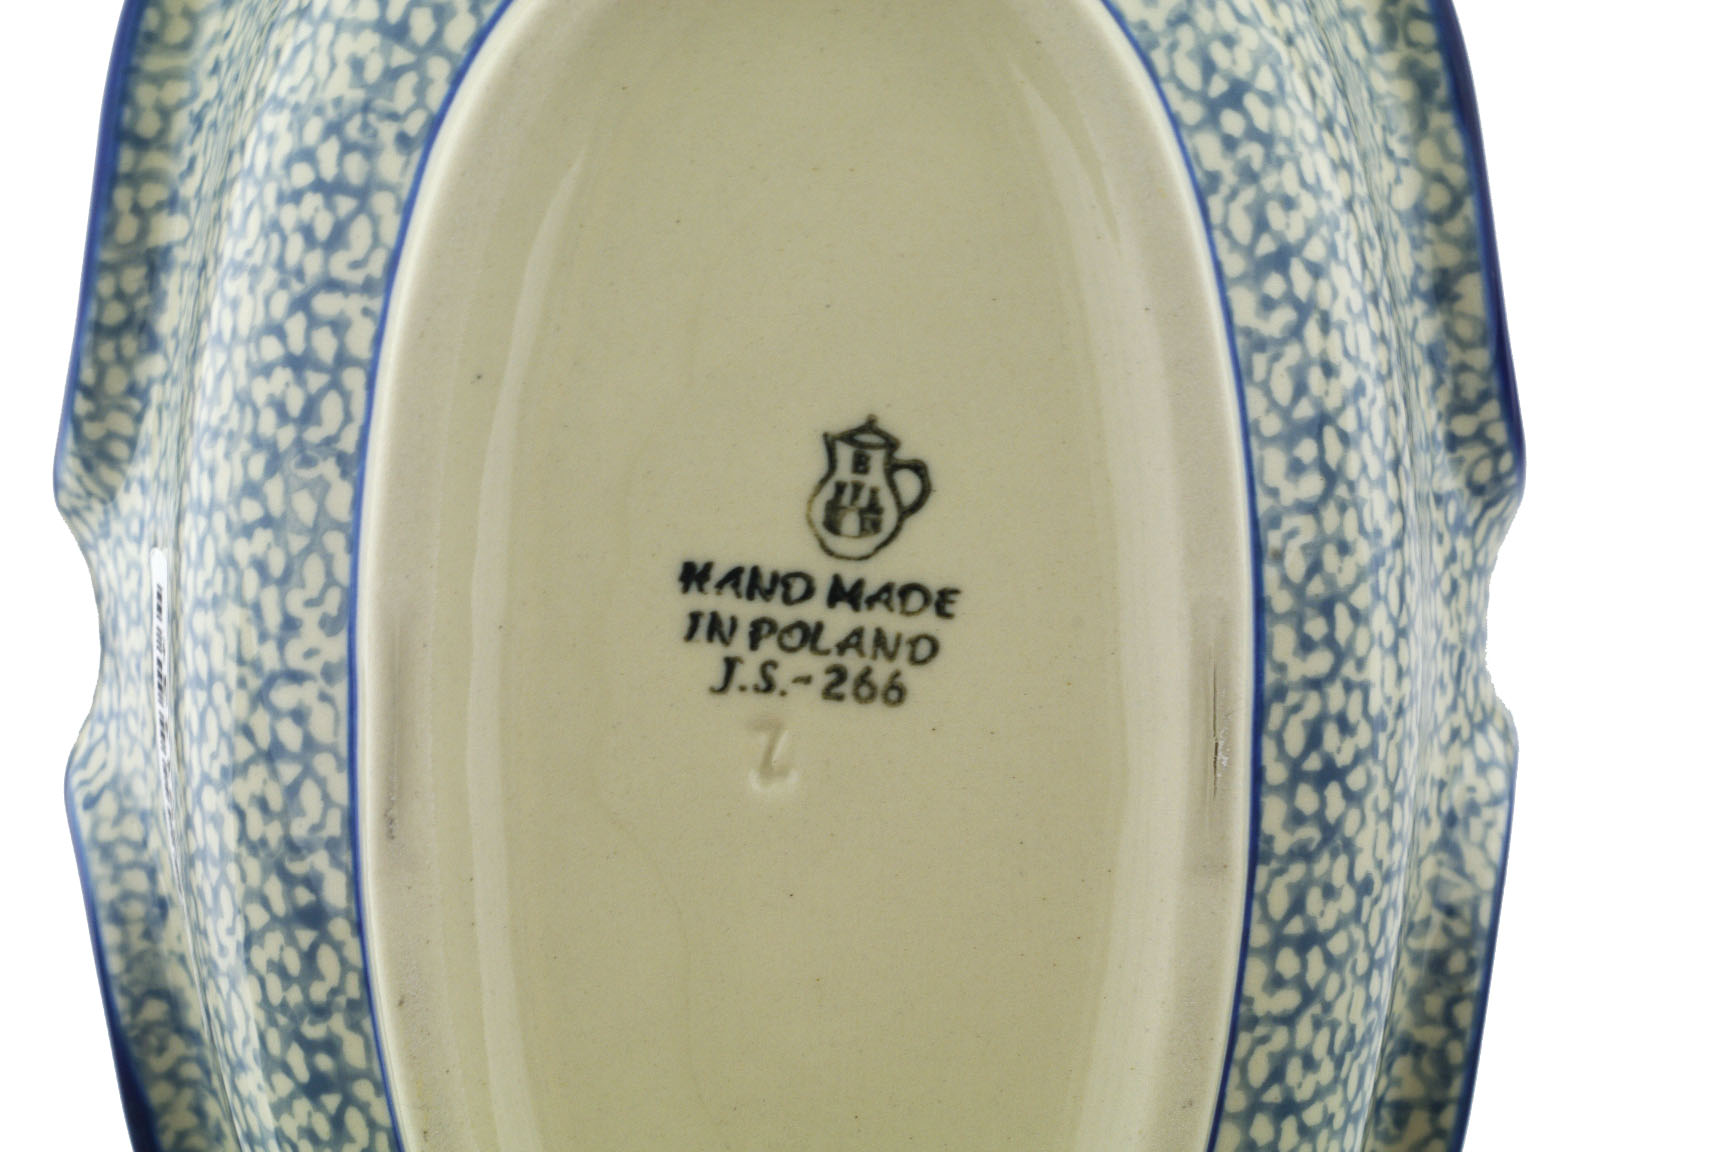 B
HAND MADE
IN POLAND
J.S.-266
Z